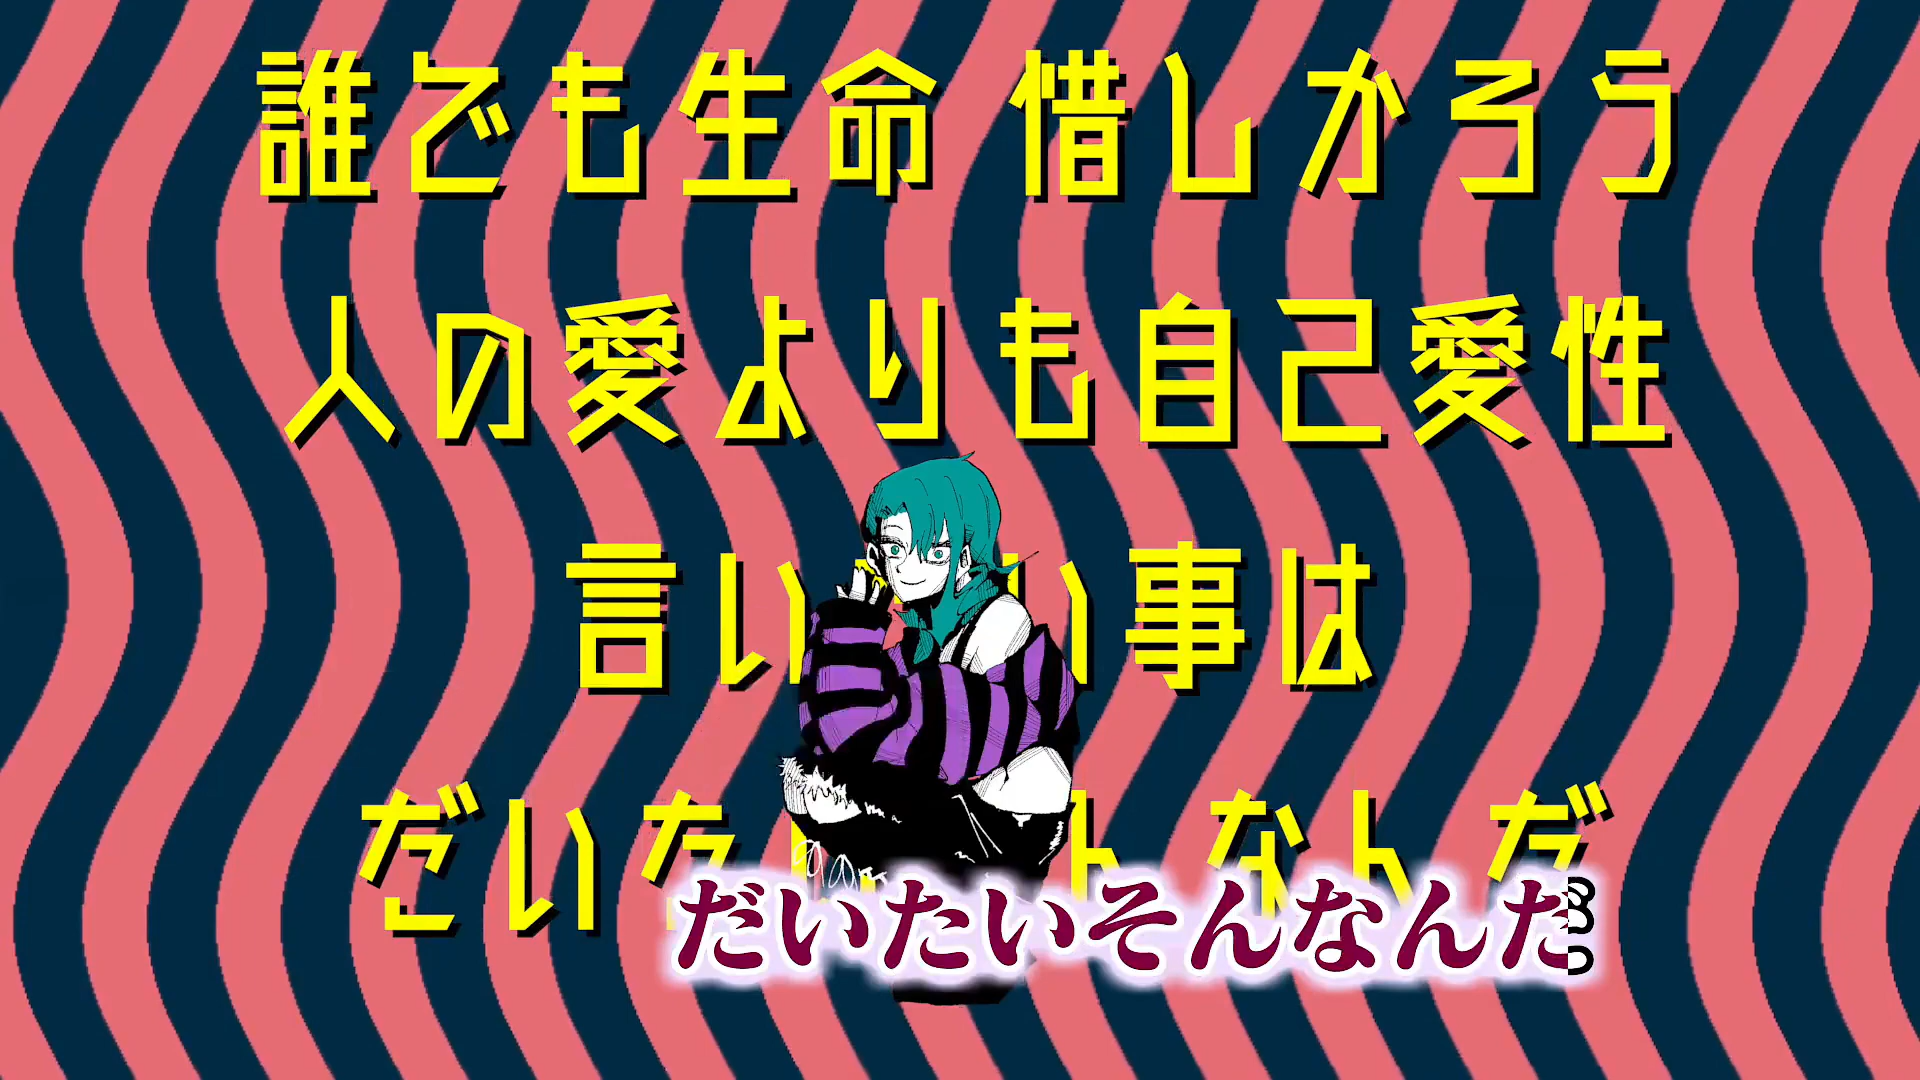 誰でも生命 惜しかろう
人の愛よりも自己愛性
言い い事は
だいた んなんだ
だいたいそんなんだ